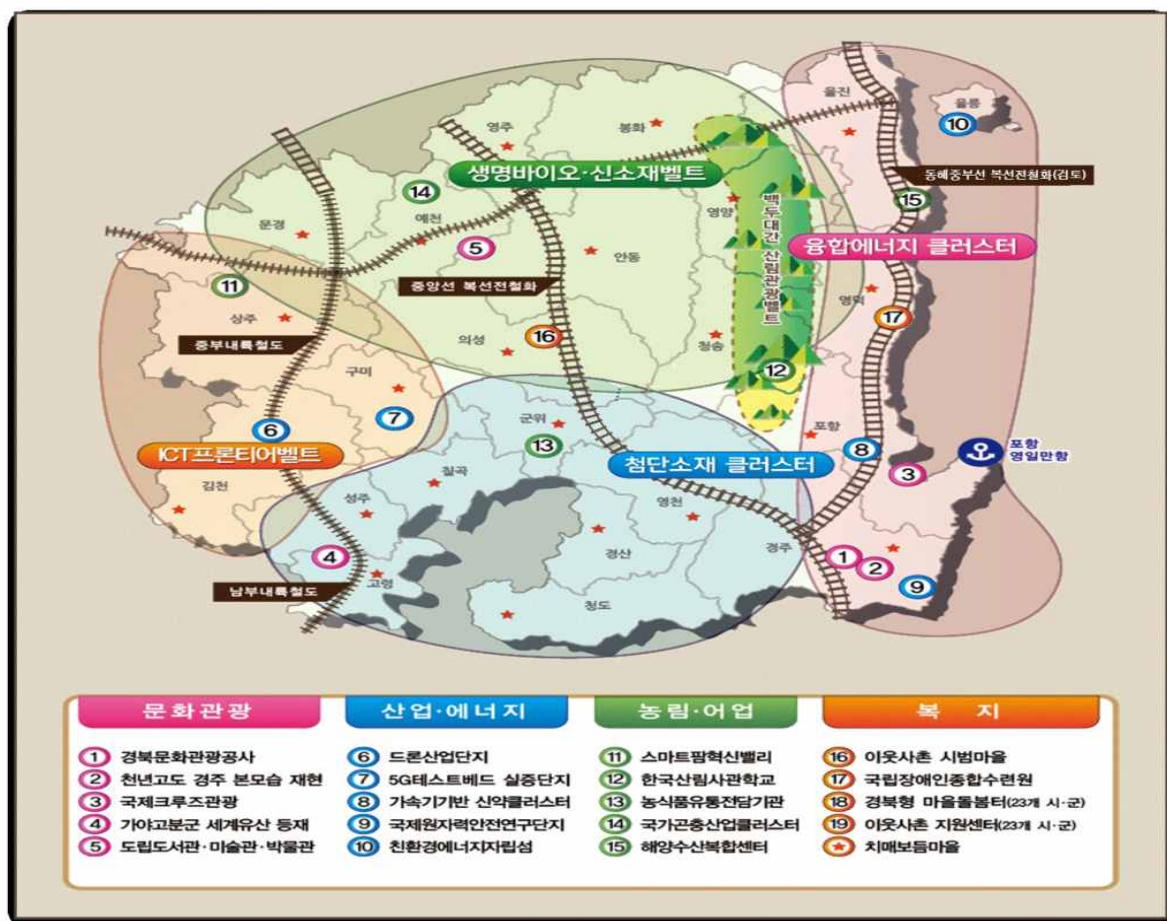 울진
울릉
⑩
영주
봉화
생명바이오·신소재벨트
동해중부선 복선전철화(검토)
⑭
예천
영양
⑮
문경
⑤
안동
백두대간 산림관광벨트
융합에너지 클러스터
⑪
중앙선 복선전철화
영덕
상주
⑰
중부내륙철도
의성
⑯
청송
구미
⑫
⑦
군위
포항
⑥
⑬
⑧
포항
영일만항
ICT프론티어벨트
첨단소재 클러스터
③
김천
칠곡
성주
영천
④
경산
경주
①
②
고령
⑨
남부내륙철도
청도
문화관광
① 경북문화관광공사
② 천년고도 경주 본모습 재현
③ 국제크루즈관광
④ 가야고분군 세계유산 등재
⑤ 도립도서관·미술관·박물관
산업·에너지
⑥ 드론산업단지
⑦ 5G테스트베드 실증단지
⑧ 가속기기반 신약클러스터
⑨ 국제원자력안전연구단지
⑩ 친환경에너지자립섬
농림·어업
⑪ 스마트팜혁신밸리
⑫ 한국산림사관학교
⑬ 농식품유통전담기관
⑭ 국가곤충산업클러스터
⑮ 해양수산복합센터
복 지
⑯ 이웃사촌 시범마을
⑰ 국립장애인종합수련원
⑱ 경북형 마을돌봄터(23개 시·군)
⑲ 이웃사촌 지원센터(23개 시·군)
★ 치매보듬마을